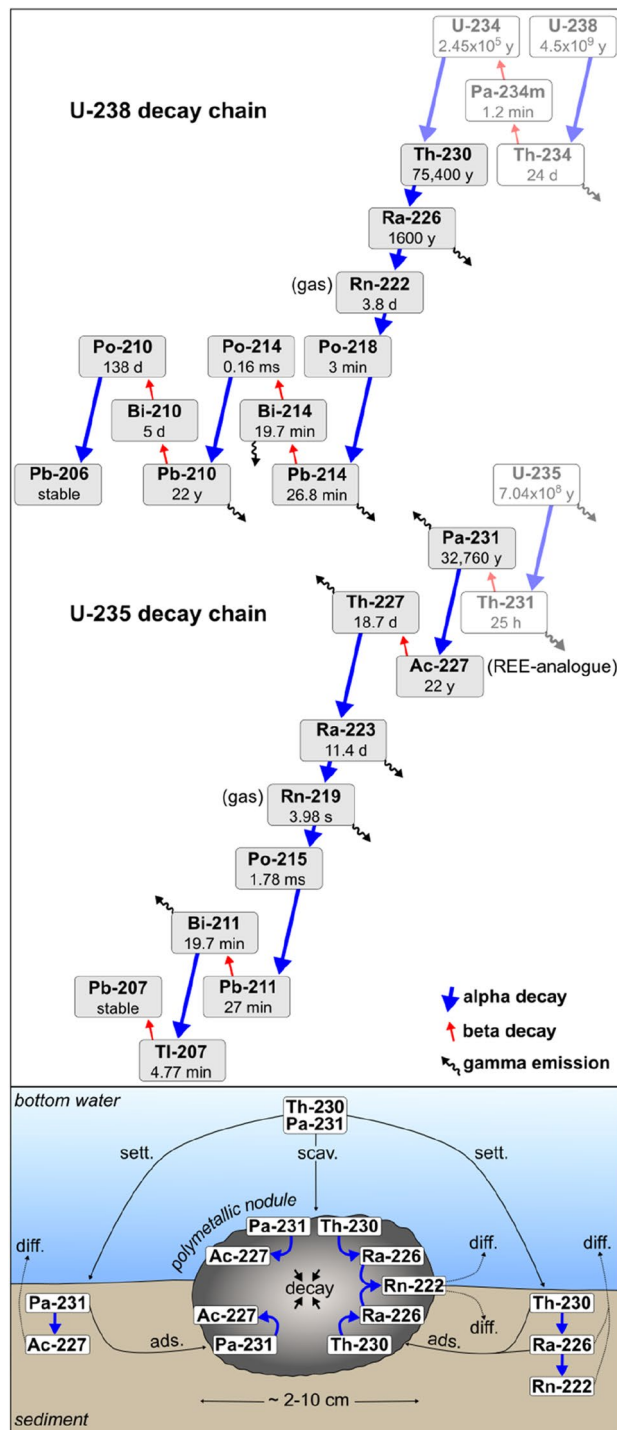 U-234
2.45x10⁵ y
U-238
4.5x10⁹ y
Pa-234m
1.2 min
U-238 decay chain
Th-230
75,400 y
Th-234
24 d
Ra-226
1600 y
(gas)
Rn-222
3.8 d
Po-210
138 d
Po-214
0.16 ms
Po-218
3 min
Bi-210
5 d
Bi-214
19.7 min
Pb-206
stable
Pb-210
22 y
Pb-214
26.8 min
U-235
7.04x10⁸ y
Pa-231
32,760 y
U-235 decay chain
Th-227
18.7 d
Th-231
25 h
Ac-227
22 y
(REE-analogue)
Ra-223
11.4 d
(gas)
Rn-219
3.98 s
Po-215
1.78 ms
Bi-211
19.7 min
Pb-207
stable
Pb-211
27 min
Tl-207
4.77 min
alpha decay
beta decay
gamma emission
bottom water
Th-230
Pa-231
sett.
scav.
sett.
polymetallic nodule
Pa-231
Th-230
diff.
Ac-227
Ra-226
diff.
diff.
decay
Rn-222
Pa-231
Ac-227
Ra-226
Th-230
diff.
Ac-227
ads.
Pa-231
Th-230
ads.
Ra-226
Rn-222
~ 2-10 cm
sediment